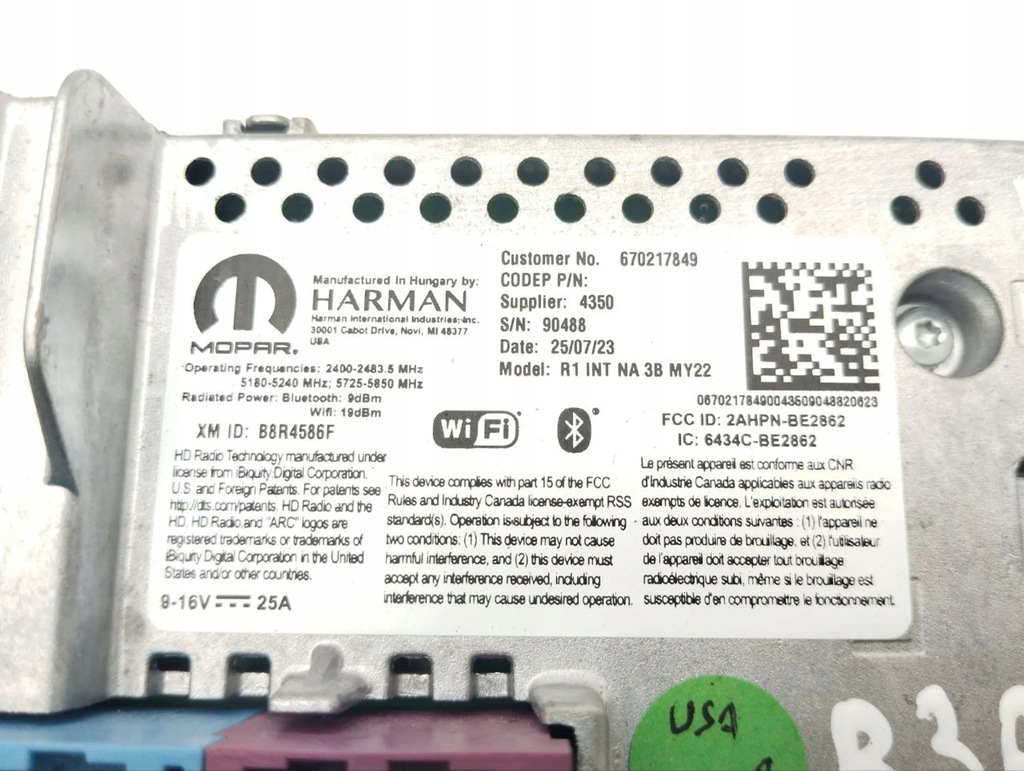 MOPAR.
Manufactured in Hungary by:
HARMAN
Harman International Industries, Inc.
30001 Cabot Drive, Novi, MI 48377
USA
Customer No. 670217849
CODEP P/N:
Supplier: 4350
S/N: 90488
Date: 25/07/23
Model: R1 INT NA 3B MY22
Operating Frequencies: 2400-2483.5 MHz
5180-5240 MHz; 5725-5850 MHz
Radiated Power: Bluetooth: 9dBm
Wifi: 19dBm
XM ID: B8R4586F
WiFi
06702178490043509048820623
FCC ID: 2AHPN-BE2862
IC: 6434C-BE2862
HD Radio Technology manufactured under
license from iBiquity Digital Corporation.
U.S. and Foreign Patents. For patents see
http://dts.com/patents. HD Radio and the
HD, HD Radio, and "ARC" logos are
registered trademarks or trademarks of
iBiquity Digital Corporation in the United
States and/or other countries.
9-16V 25A
This device complies with part 15 of the FCC
Rules and Industry Canada license-exempt RSS
standard(s). Operation is subject to the following
two conditions: (1) This device may not cause
harmful interference, and (2) this device must
accept any interference received, including
interference that may cause undesired operation.
Le présent appareil est conforme aux CNR
d'Industrie Canada applicables aux appareils radio
exempts de licence. L'exploitation est autorisée
aux deux conditions suivantes : (1) l'appareil ne
doit pas produire de brouillage, et (2) l'utilisateur
de l'appareil doit accepter tout brouillage
radioélectrique subi, même si le brouillage est
susceptible d'en compromettre le fonctionnement.
USA